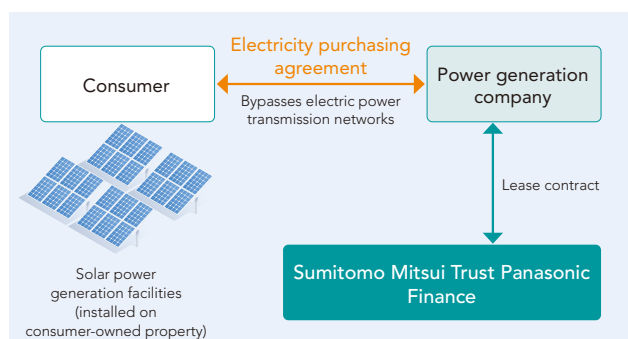 Electricity purchasing
agreement
Consumer
Power generation
company
Bypasses electric power
transmission networks
Lease contract
Solar power
generation facilities
(installed on
consumer-owned property)
Sumitomo Mitsui Trust Panasonic
Finance